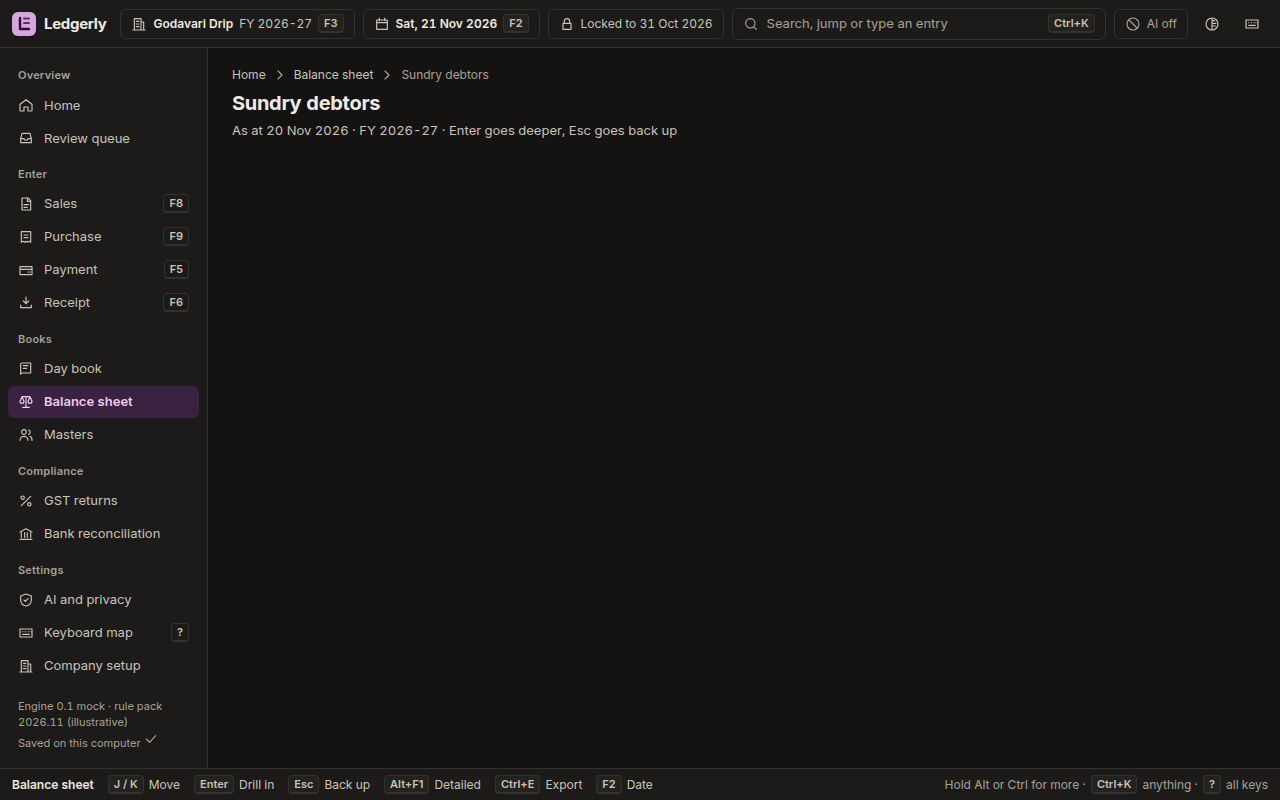 Ledgerly
Godavari Drip FY 2026-27 F3
Sat, 21 Nov 2026 F2
Locked to 31 Oct 2026
Search, jump or type an entry Ctrl+K
AI off
Overview
Home
Review queue
Enter
Sales F8
Purchase F9
Payment F5
Receipt F6
Books
Day book
Balance sheet
Masters
Compliance
GST returns
Bank reconciliation
Settings
AI and privacy
Keyboard map ?
Company setup
Engine 0.1 mock · rule pack
2026.11 (illustrative)
Saved on this computer
Home > Balance sheet > Sundry debtors
Sundry debtors
As at 20 Nov 2026 · FY 2026-27 · Enter goes deeper, Esc goes back up
Balance sheet J / K Move Enter Drill in Esc Back up Alt+F1 Detailed Ctrl+E Export F2 Date
Hold Alt or Ctrl for more · Ctrl+K anything · ? all keys